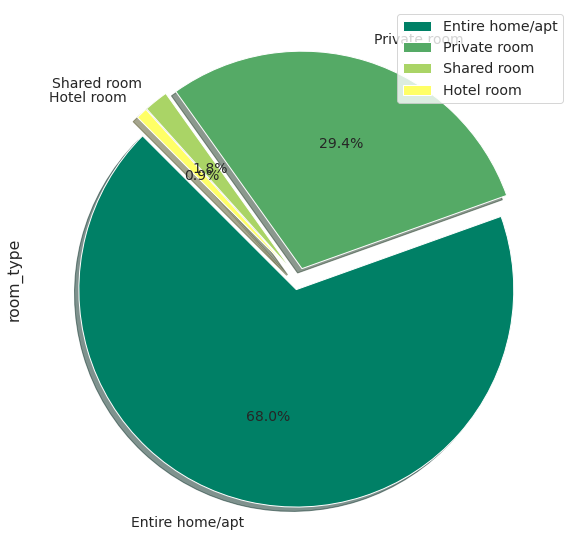 Private room
Entire home/apt
Private room
Shared room
Hotel room
Shared room
Hotel room
29.4%
1.8%
0.9%
room_type
68.0%
Entire home/apt